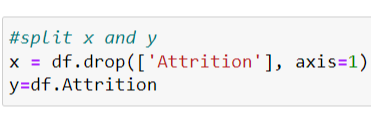 #split x and y
x = df.drop(['Attrition'], axis=1)
y=df.Attrition